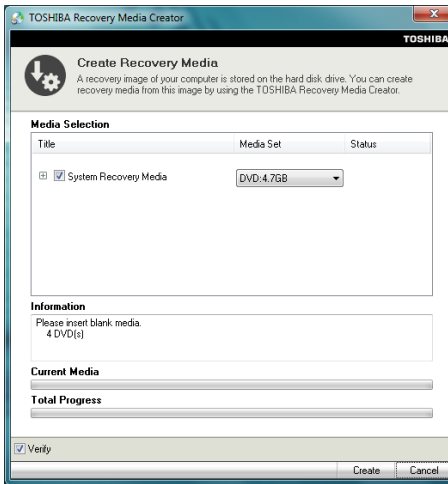 TOSHIBA Recovery Media Creator
TOSHIBA
Create Recovery Media
A recovery image of your computer is stored on the hard disk drive. You can create
recovery media from this image by using the TOSHIBA Recovery Media Creator.
Media Selection
Title Media Set Status
System Recovery Media DVD:4.7GB
Information
Please insert blank media.
4 DVD(s)
Current Media
Total Progress
Verify
Create Cancel